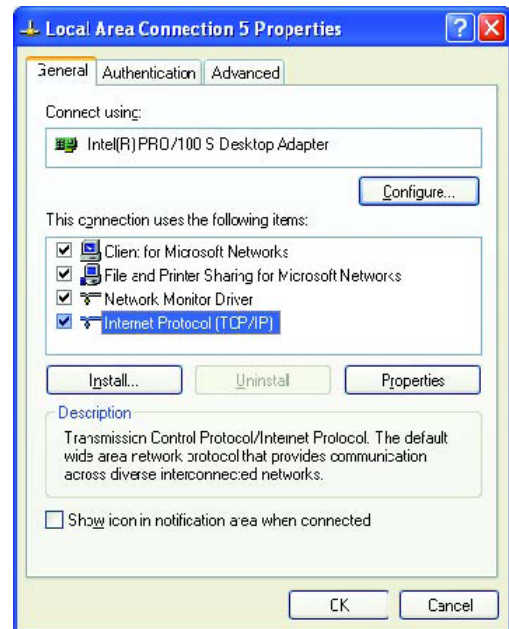 Local Area Connection 5 Properties
General Authentication Advanced
Connect using:
Intel(R) PRO/100 S Desktop Adapter
Configure...
This connection uses the following items:
Client for Microsoft Networks
File and Printer Sharing for Microsoft Networks
Network Monitor Driver
Internet Protocol (TCP/IP)
Install... Uninstall Properties
Description
Transmission Control Protocol/Internet Protocol. The default
wide area network protocol that provides communication
across diverse interconnected networks.
Show icon in notification area when connected
OK Cancel